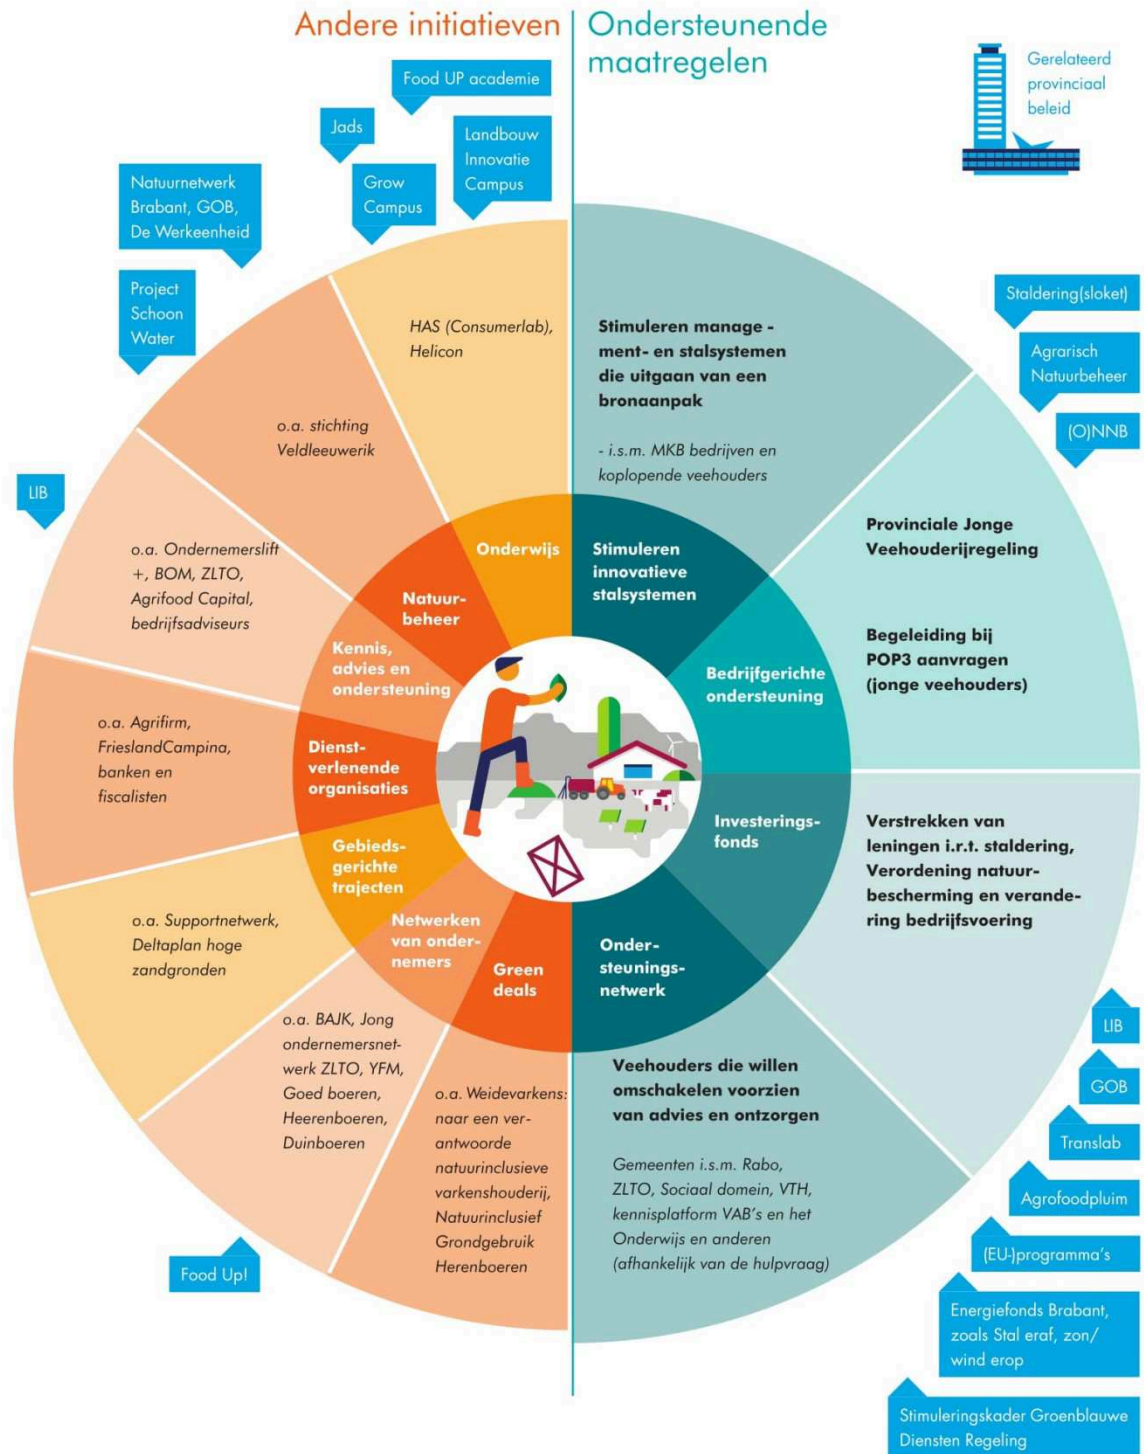 Andere initiatieven
Ondersteunende
maatregelen
Gerelateerd
provinciaal
beleid
Food UP academie
Jads
Landbouw
Innovatie
Campus
Grow
Campus
Natuurnetwerk
Brabant, GOB,
De Werkeenheid
Project
Schoon
Water
LIB
Food Up!
HAS (Consumerlab),
Helicon
o.a. stichting
Veldleeuwerik
o.a. Ondernemerslift
+, BOM, ZLTO,
Agrifood Capital,
bedrijfsadviseurs
o.a. Agrifirm,
FrieslandCampina,
banken en
fiscalisten
o.a. Supportnetwerk,
Deltaplan hoge
zandgronden
o.a. BAJK, Jong
ondernemersnet-
werk ZLTO, YFM,
Goed boeren,
Heerenboeren,
Duinboeren
o.a. Weidevarkens:
naar een ver-
antwoorde
natuurinclusieve
varkenshouderij,
Natuurinclusief
Grondgebruik
Herenboeren
Onderwijs
Natuur-
beheer
Kennis,
advies en
ondersteuning
Dienst-
verlenende
organisaties
Gebieds-
gerichte
trajecten
Netwerken
van onder-
nemers
Green
deals
Stimuleren
innovatieve
stalsystemen
Bedrijfgerichte
ondersteuning
Investerings-
fonds
Onder-
steunings-
netwerk
Stimuleren manage -
ment- en stalsystemen
die uitgaan van een
bronaanpak
- i.s.m. MKB bedrijven en
koplopende veehouders
Provinciale Jonge
Veehouderijregeling
Begeleiding bij
POP3 aanvragen
(jonge veehouders)
Verstrekken van
leningen i.r.t. staldering,
Verordening natuur-
bescherming en verande-
ring bedrijfsvoering
Veehouders die willen
omschakelen voorzien
van advies en ontzorgen
Gemeenten i.s.m. Rabo,
ZLTO, Sociaal domein, VTH,
kennisplatform VAB's en het
Onderwijs en anderen
(afhankelijk van de hulpvraag)
Staldering(sloket)
Agrarisch
Natuurbeheer
(O)NNB
LIB
GOB
Translab
Agrofoodpluim
(EU-)programma's
Energiefonds Brabant,
zoals Stal eraf, zon/
wind erop
Stimuleringskader Groenblauwe
Diensten Regeling